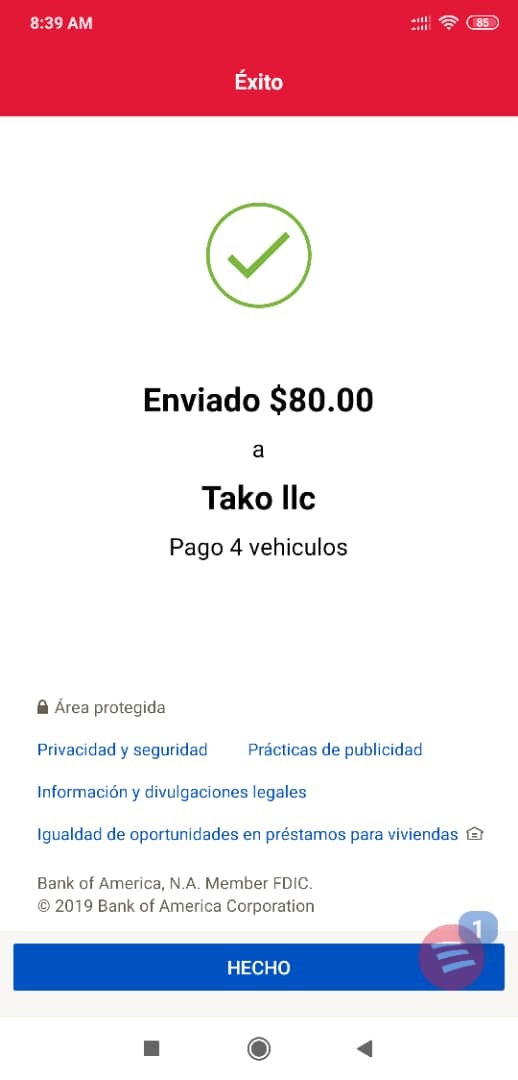 8:39 AM
85
Éxito
Enviado $80.00
a
Tako llc
Pago 4 vehiculos
Área protegida
Privacidad y seguridad
Prácticas de publicidad
Información y divulgaciones legales
Igualdad de oportunidades en préstamos para viviendas
Bank of America, N.A. Member FDIC.
© 2019 Bank of America Corporation
1
HECHO